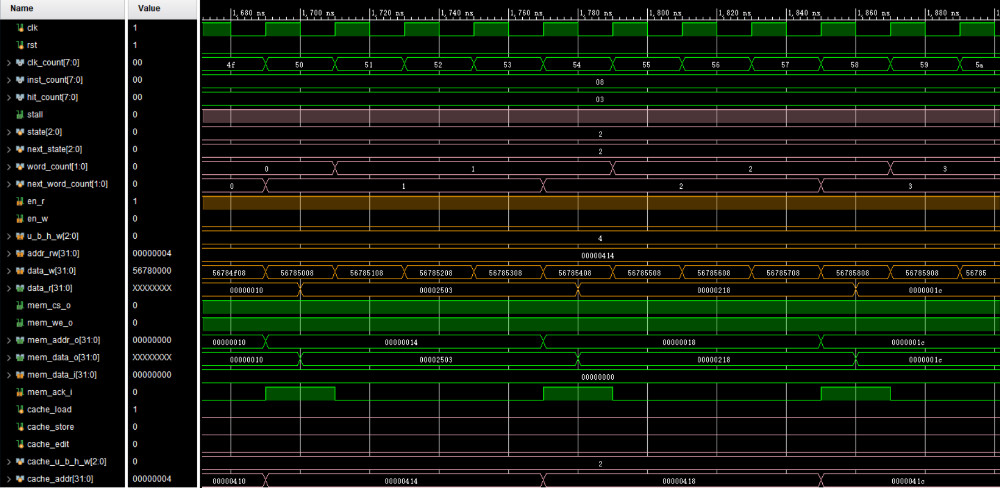 Name Value 1,680 ns 1,700 ns 1,720 ns 1,740 ns 1,760 ns 1,780 ns 1,800 ns 1,820 ns 1,840 ns 1,860 ns 1,880 ns 1
clk 1
rst 1
clk_count[7:0] 00 4f 50 51 52 53 54 55 56 57 58 59 5a
inst_count[7:0] 00 08
hit_count[7:0] 00 03
stall 0
state[2:0] 0 2
next_state[2:0] 0 2
word_count[1:0] 0 0 1 2 3
next_word_count[1:0] 0 0 1 2 3
en_r 1
en_w 0
u_b_h_w[2:0] 0 4
addr_rw[31:0] 00000004 00000414
data_w[31:0] 56780000 56784f08 56785008 56785108 56785208 56785308 56785408 56785508 56785608 56785708 56785808 56785908 56785
data_r[31:0] XXXXXXXX 00000010 00002503 00000218 0000001c
mem_cs_o 0
mem_we_o 0
mem_addr_o[31:0] 00000000 00000010 00000014 00000018 0000001c
mem_data_o[31:0] XXXXXXXX 00000010 00002503 00000218 0000001c
mem_data_i[31:0] 00000000 00000000
mem_ack_i 0
cache_load 1
cache_store 0
cache_edit 0
cache_u_b_h_w[2:0] 0 2
cache_addr[31:0] 00000004 00000410 00000414 00000418 0000041c